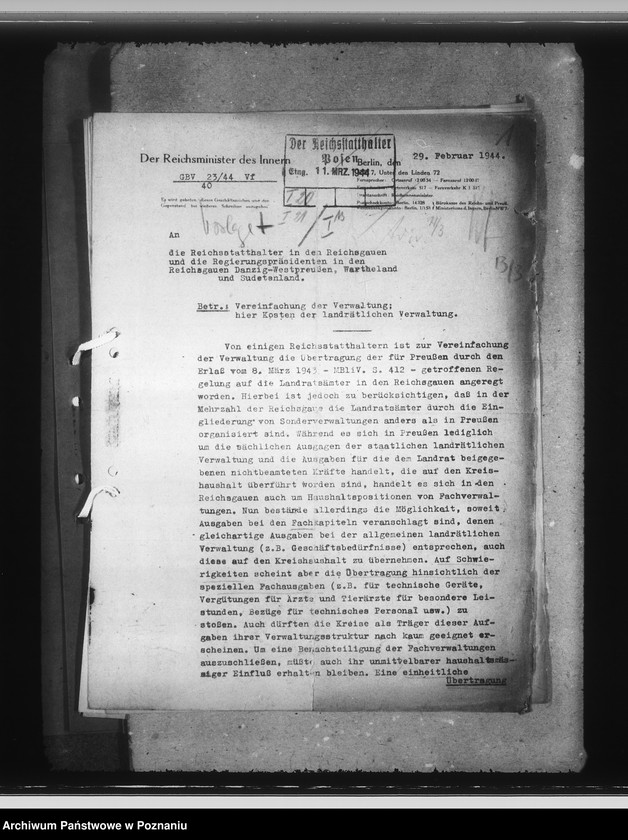 Der Reichsminister des Innern
GBV 23/44 Vf
40
Der Reichsstatthalter
Posen
Eing. 11. MRZ. 1944
Berlin, den 29. Februar 1944.
7, Unter den Linden 72
Vorlage
An
die Reichsstatthalter in den Reichsgauen
und die Regierungspräsidenten in den
Reichsgauen Danzig-Westpreußen, Wartheland
und Sudetenland.
Betr.: Vereinfachung der Verwaltung;
hier Kosten der landrätlichen Verwaltung.
Von einigen Reichsstatthaltern ist zur Vereinfachung
der Verwaltung die Übertragung der für Preußen durch den
Erlaß vom 8. März 1943 - MBliV. S. 412 - getroffenen Re-
gelung auf die Landratsämter in den Reichsgauen angeregt
worden. Hierbei ist jedoch zu berücksichtigen, daß in der
Mehrzahl der Reichsgaue die Landratsämter durch die Ein-
gliederung von Sonderverwaltungen anders als in Preußen
organisiert sind. Während es sich in Preußen lediglich
um die sächlichen Ausgagen der staatlichen landrätlichen
Verwaltung und die Ausgaben für die dem Landrat beigege-
benen nichtbeamteten Kräfte handelt, die auf den Kreis-
haushalt überführt worden sind, handelt es sich in den
Reichsgauen auch um Haushaltspositionen von Fachverwal-
tungen. Nun bestände allerdings die Möglichkeit, soweit
Ausgaben bei den Fachkapiteln veranschlagt sind, denen
gleichartige Ausgaben bei der allgemeinen landrätlichen
Verwaltung (z.B. Geschäftsbedürfnisse) entsprechen, auch
diese auf den Kreishaushalt zu übernehmen. Auf Schwie-
rigkeiten scheint aber die Übertragung hinsichtlich der
speziellen Fachausgaben (z.B. für technische Geräte,
Vergütungen für Ärzte und Tierärzte für besondere Lei-
stunden, Bezüge für technisches Personal usw.) zu
stoßen. Auch dürften die Kreise als Träger dieser Auf-
gaben ihrer Verwaltungsstruktur nach kaum geeignet er-
scheinen. Um eine Benachteiligung der Fachverwaltungen
auszuschließen, müßte auch ihr unmittelbarer haushaltsmäs-
siger Einfluß erhalten bleiben. Eine einheitliche
Übertragung
Archiwum Państwowe w Poznaniu